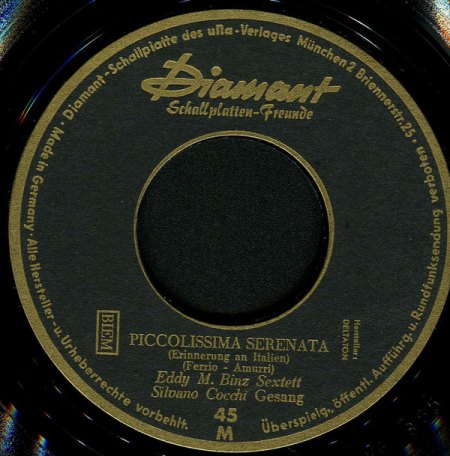 Diamant-Schallplatte des uNa-Verlages München 2 Briennerstr. 25.
Diamant
Schallplatten-Freunde
BIEM
Hersteller:
DELTATON
PICCOLISSIMA SERENATA
(Erinnerung an Italien)
(Ferrio - Amurri)
Eddy M. Binz Sextett
Silvano Cocchi Gesang
45
M
Made in Germany · Alle Hersteller- u. Urheberrechte vorbehlt.
Überspielg, öffentl. Aufführg, u. Rundfunksendung verboten